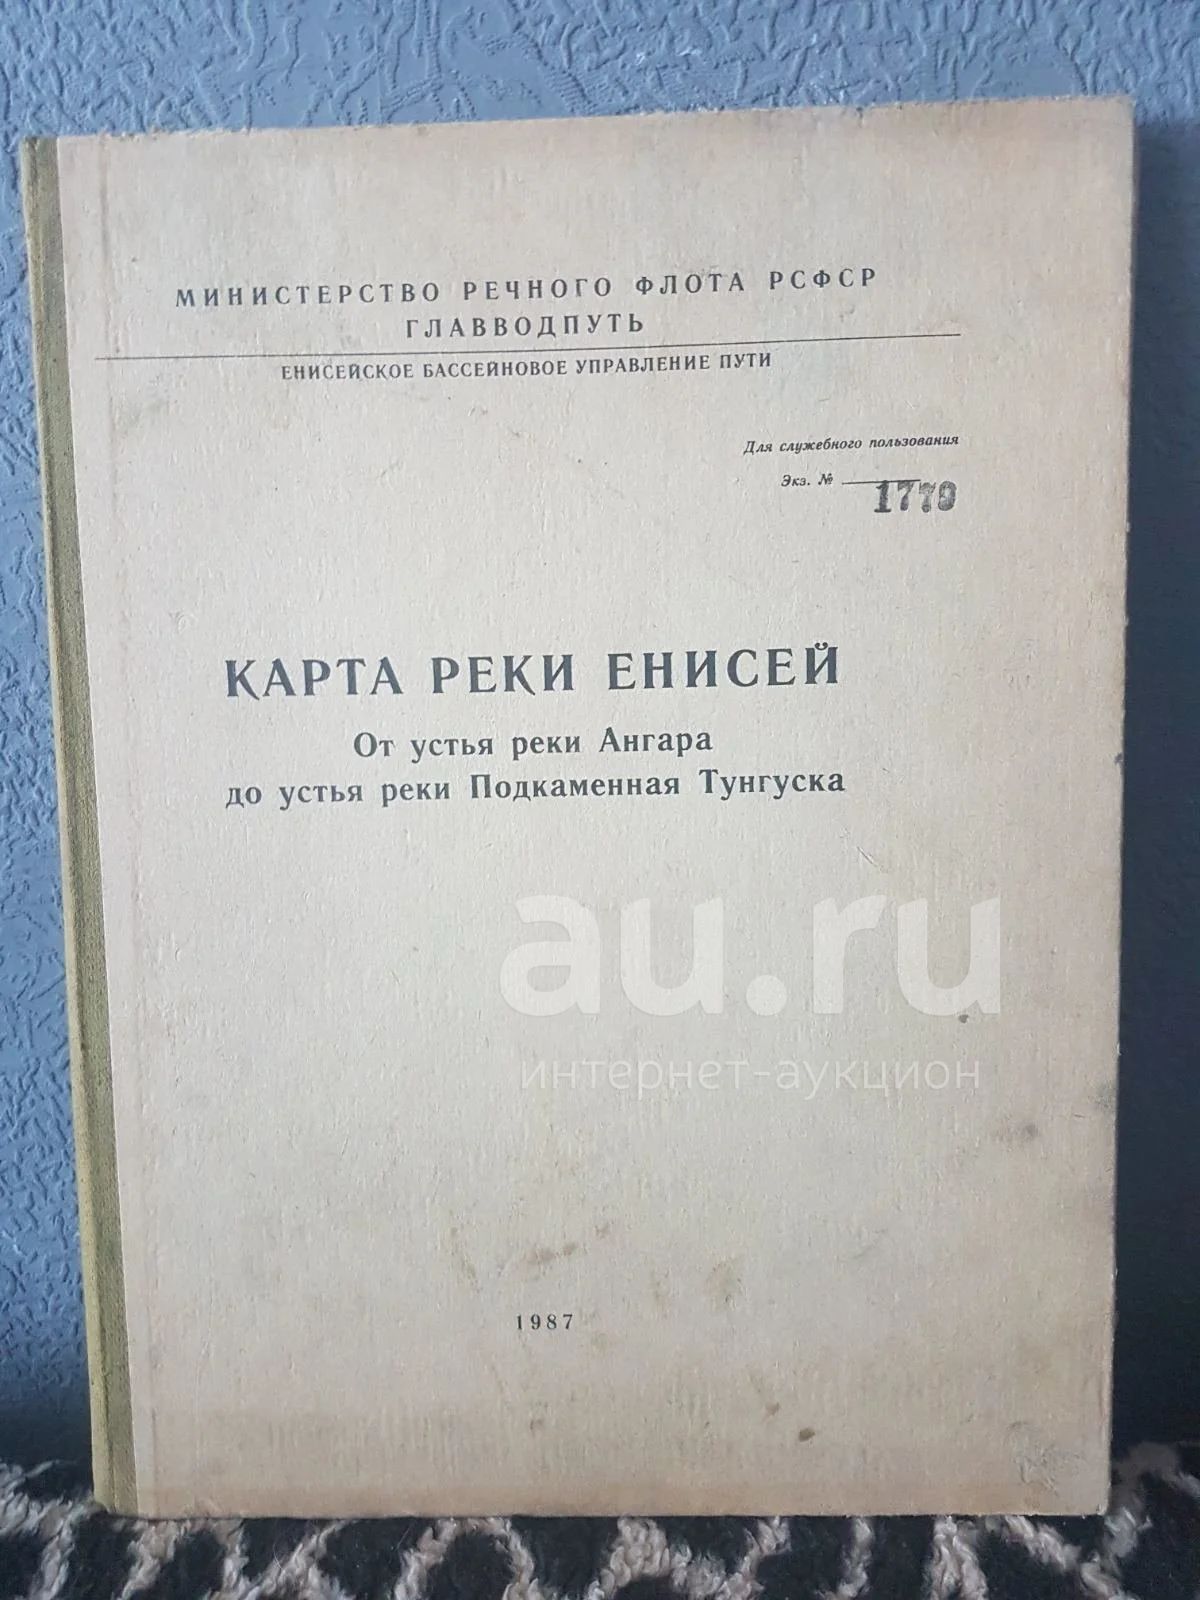 МИНИСТЕРСТВО РЕЧНОГО ФЛОТА РСФСР
ГЛАВВОДПУТЬ
ЕНИСЕЙСКОЕ БАССЕЙНОВОЕ УПРАВЛЕНИЕ ПУТИ
Для служебного пользования
Экз. №
КАРТА РЕКИ ЕНИСЕЙ
От устья реки Ангара
до устья реки Подкаменная Тунгуска
au.ru
интернет-аукцион
1987